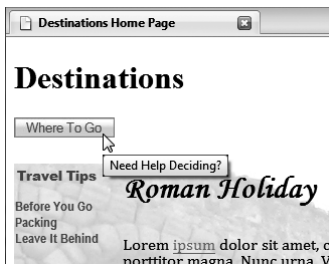 Destinations Home Page
Destinations
Where To Go
Need Help Deciding?
Travel Tips
Roman Holiday
Before You Go
Packing
Leave It Behind
Lorem ipsum dolor sit amet, c
porttitor magna. Nunc urna. V